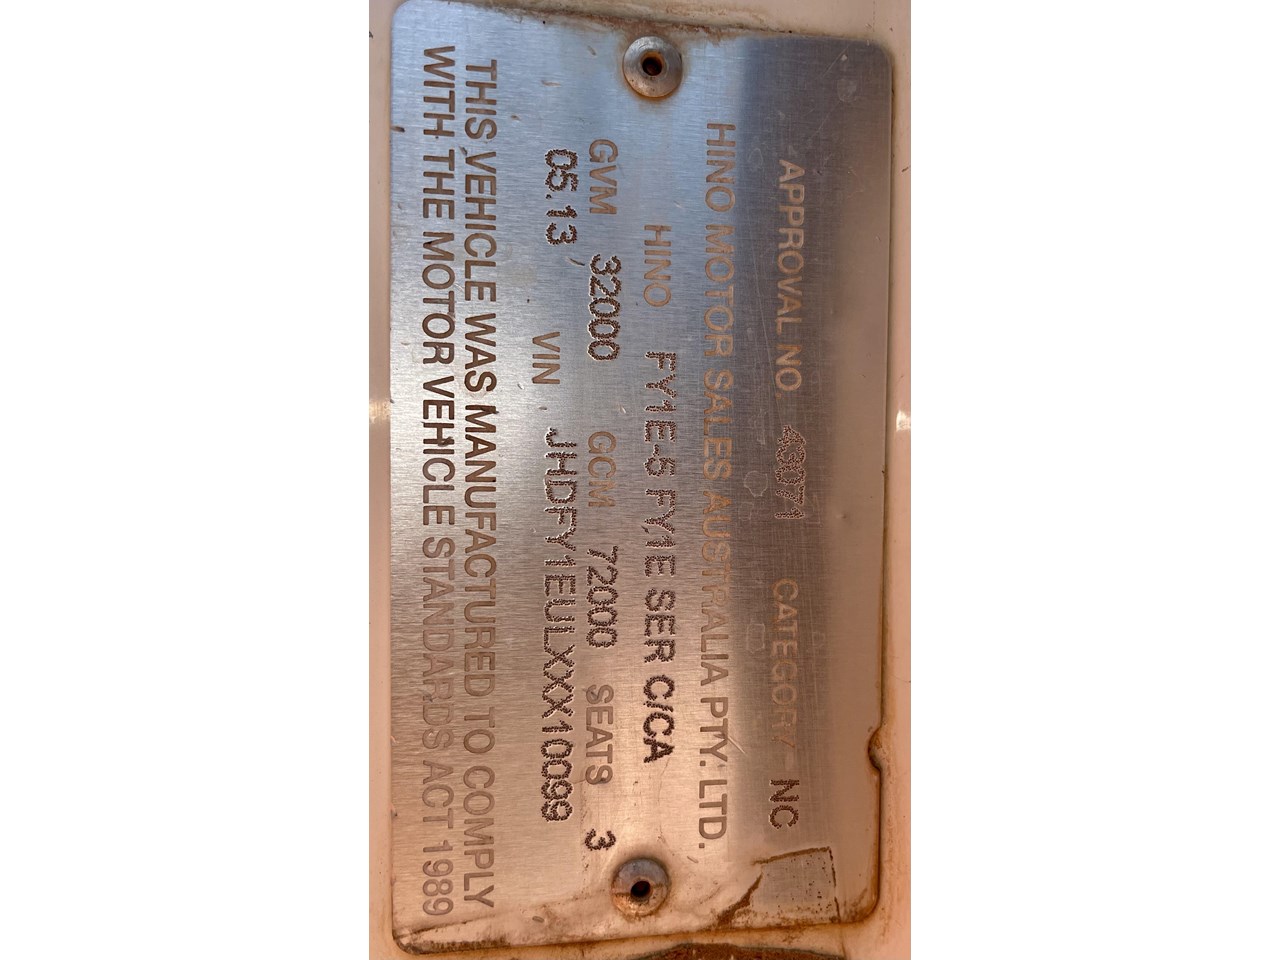 APPROVAL NO. 43071 CATEGORY NC
HINO MOTOR SALES AUSTRALIA PTY. LTD.
HINO FY1E-5 FY1E SER C/CA
GVM 32000 GCM 72000 SEATS 3
05.13 VIN JHDFY1EULXXX10099
THIS VEHICLE WAS MANUFACTURED TO COMPLY
WITH THE MOTOR VEHICLE STANDARDS ACT 1989